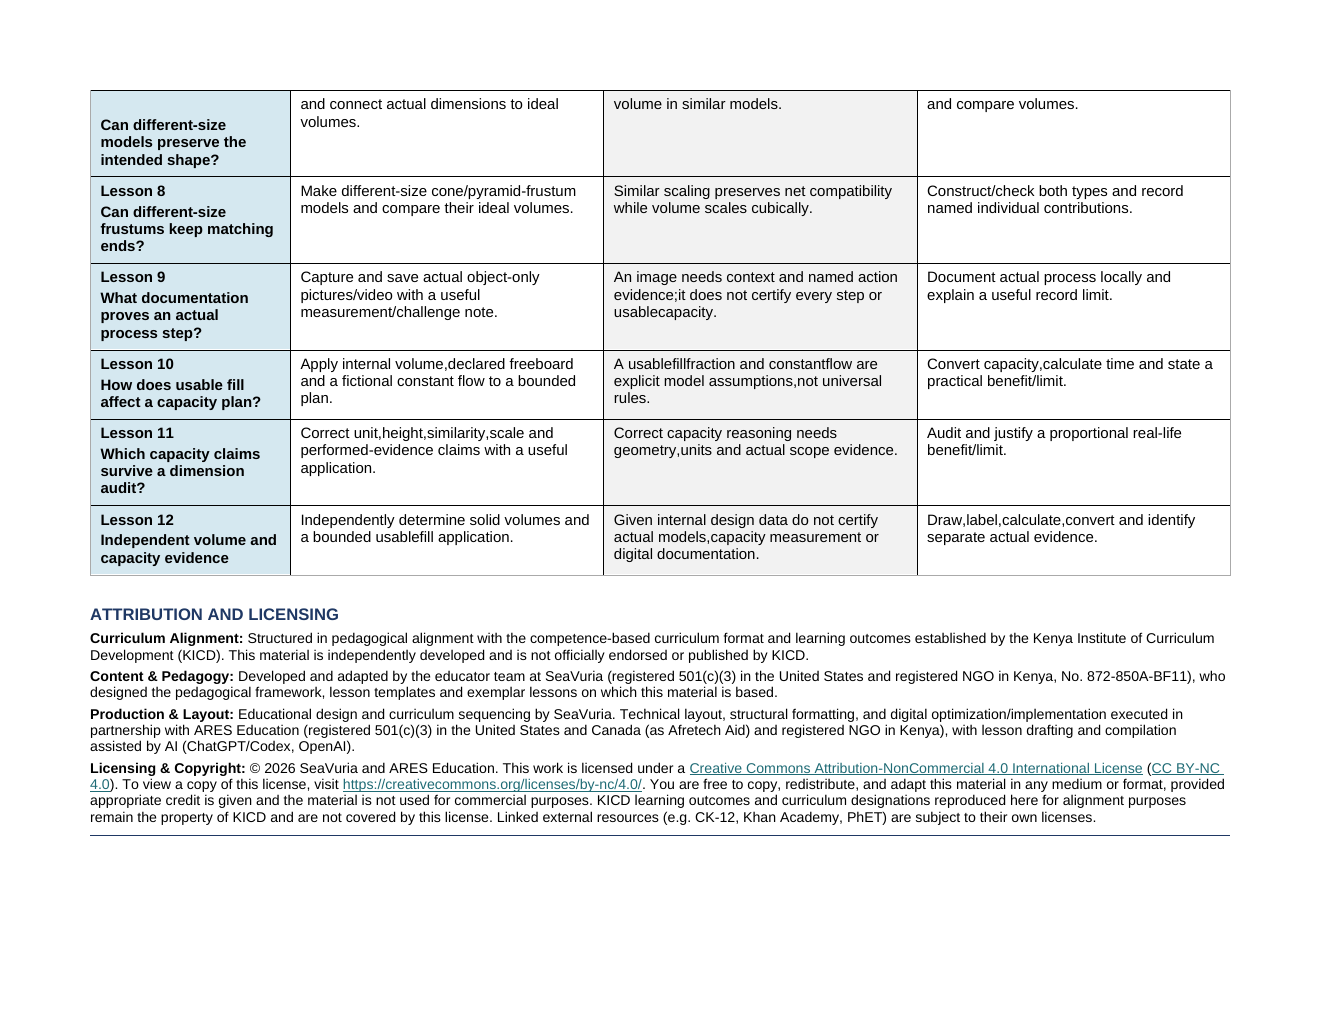 Can different-size
models preserve the
intended shape?
and connect actual dimensions to ideal
volumes.
volume in similar models.
and compare volumes.
Lesson 8
Can different-size
frustums keep matching
ends?
Make different-size cone/pyramid-frustum
models and compare their ideal volumes.
Similar scaling preserves net compatibility
while volume scales cubically.
Construct/check both types and record
named individual contributions.
Lesson 9
What documentation
proves an actual
process step?
Capture and save actual object-only
pictures/video with a useful
measurement/challenge note.
An image needs context and named action
evidence;it does not certify every step or
usablecapacity.
Document actual process locally and
explain a useful record limit.
Lesson 10
How does usable fill
affect a capacity plan?
Apply internal volume,declared freeboard
and a fictional constant flow to a bounded
plan.
A usablefillfraction and constantflow are
explicit model assumptions,not universal
rules.
Convert capacity,calculate time and state a
practical benefit/limit.
Lesson 11
Which capacity claims
survive a dimension
audit?
Correct unit,height,similarity,scale and
performed-evidence claims with a useful
application.
Correct capacity reasoning needs
geometry,units and actual scope evidence.
Audit and justify a proportional real-life
benefit/limit.
Lesson 12
Independent volume and
capacity evidence
Independently determine solid volumes and
a bounded usablefill application.
Given internal design data do not certify
actual models,capacity measurement or
digital documentation.
Draw,label,calculate,convert and identify
separate actual evidence.
ATTRIBUTION AND LICENSING
Curriculum Alignment: Structured in pedagogical alignment with the competence-based curriculum format and learning outcomes established by the Kenya Institute of Curriculum
Development (KICD). This material is independently developed and is not officially endorsed or published by KICD.
Content & Pedagogy: Developed and adapted by the educator team at SeaVuria (registered 501(c)(3) in the United States and registered NGO in Kenya, No. 872-850A-BF11), who
designed the pedagogical framework, lesson templates and exemplar lessons on which this material is based.
Production & Layout: Educational design and curriculum sequencing by SeaVuria. Technical layout, structural formatting, and digital optimization/implementation executed in
partnership with ARES Education (registered 501(c)(3) in the United States and Canada (as Afretech Aid) and registered NGO in Kenya), with lesson drafting and compilation
assisted by AI (ChatGPT/Codex, OpenAI).
Licensing & Copyright: © 2026 SeaVuria and ARES Education. This work is licensed under a Creative Commons Attribution-NonCommercial 4.0 International License (CC BY-NC
4.0). To view a copy of this license, visit https://creativecommons.org/licenses/by-nc/4.0/. You are free to copy, redistribute, and adapt this material in any medium or format, provided
appropriate credit is given and the material is not used for commercial purposes. KICD learning outcomes and curriculum designations reproduced here for alignment purposes
remain the property of KICD and are not covered by this license. Linked external resources (e.g. CK-12, Khan Academy, PhET) are subject to their own licenses.